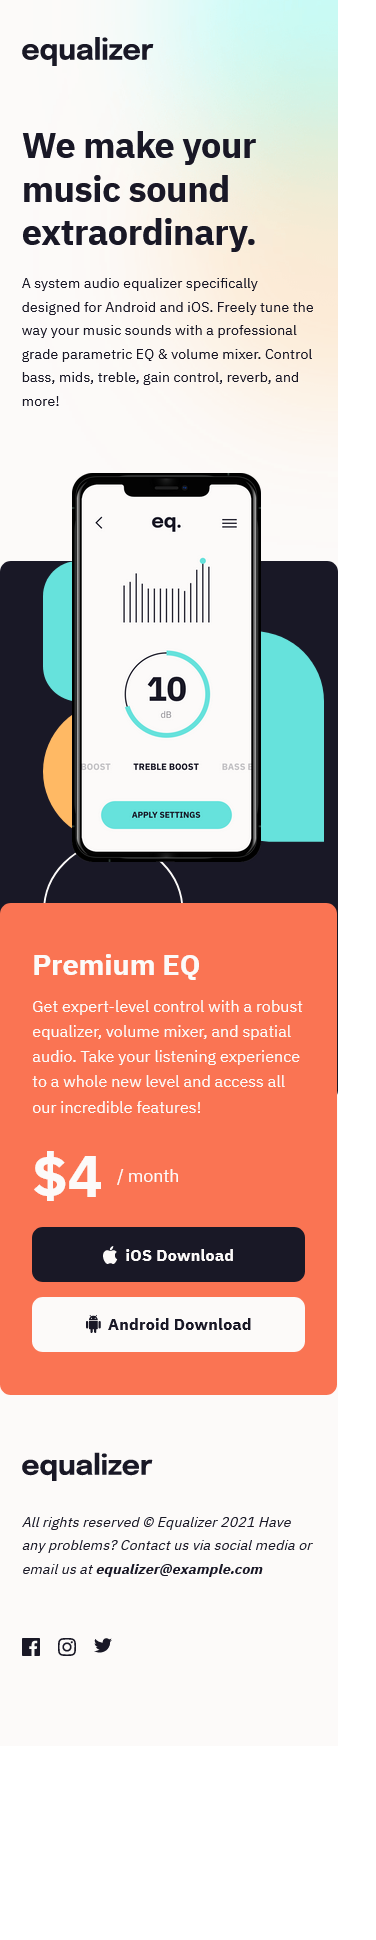 equalizer
We make your
music sound
extraordinary.
A system audio equalizer specifically
designed for Android and iOS. Freely tune the
way your music sounds with a professional
grade parametric EQ & volume mixer. Control
bass, mids, treble, gain control, reverb, and
more!
eq.
10
dB
BOOST TREBLE BOOST BASS B
APPLY SETTINGS
Premium EQ
Get expert-level control with a robust
equalizer, volume mixer, and spatial
audio. Take your listening experience
to a whole new level and access all
our incredible features!
$4 / month
iOS Download
Android Download
equalizer
All rights reserved © Equalizer 2021 Have
any problems? Contact us via social media or
email us at equalizer@example.com